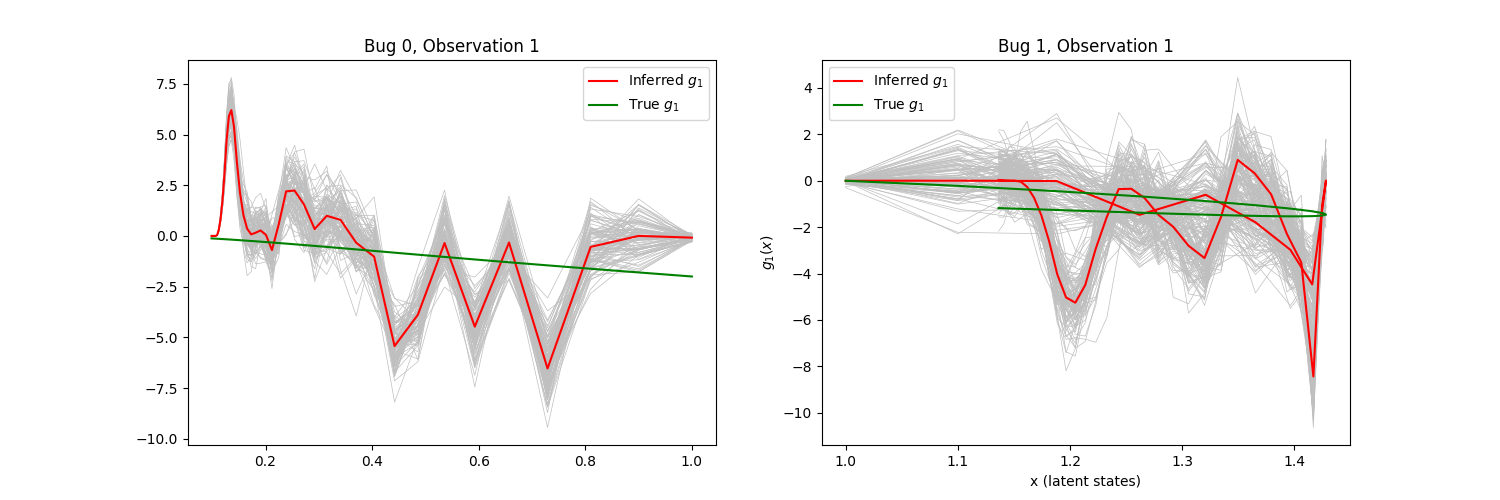 Bug 0, Observation 1
Inferred g₁
True g₁
7.5
5.0
2.5
0.0
−2.5
−5.0
−7.5
−10.0
0.2 0.4 0.6 0.8 1.0
Bug 1, Observation 1
Inferred g₁
True g₁
g₁(x)
4
2
0
−2
−4
−6
−8
−10
1.0 1.1 1.2 1.3 1.4
x (latent states)